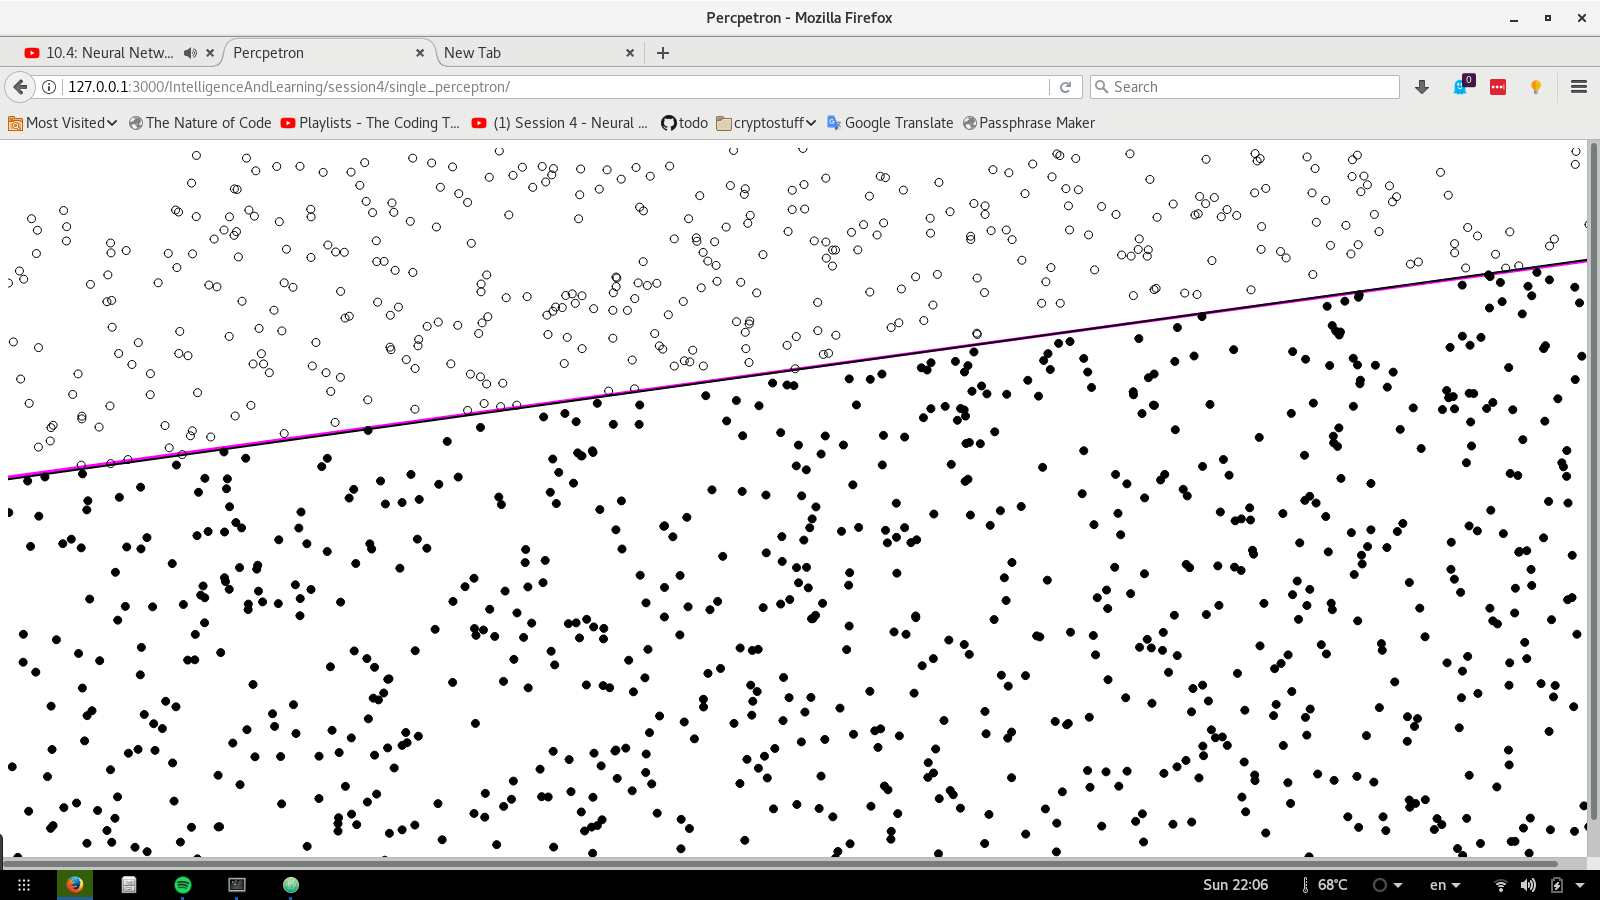 Percpetron - Mozilla Firefox
10.4: Neural Netw...
Percpetron
New Tab
127.0.0.1:3000/IntelligenceAndLearning/session4/single_perceptron/
Search
0
Most Visited
The Nature of Code
Playlists - The Coding T...
(1) Session 4 - Neural ...
todo
cryptostuff
Google Translate
Passphrase Maker
Sun 22:06
68°C
en